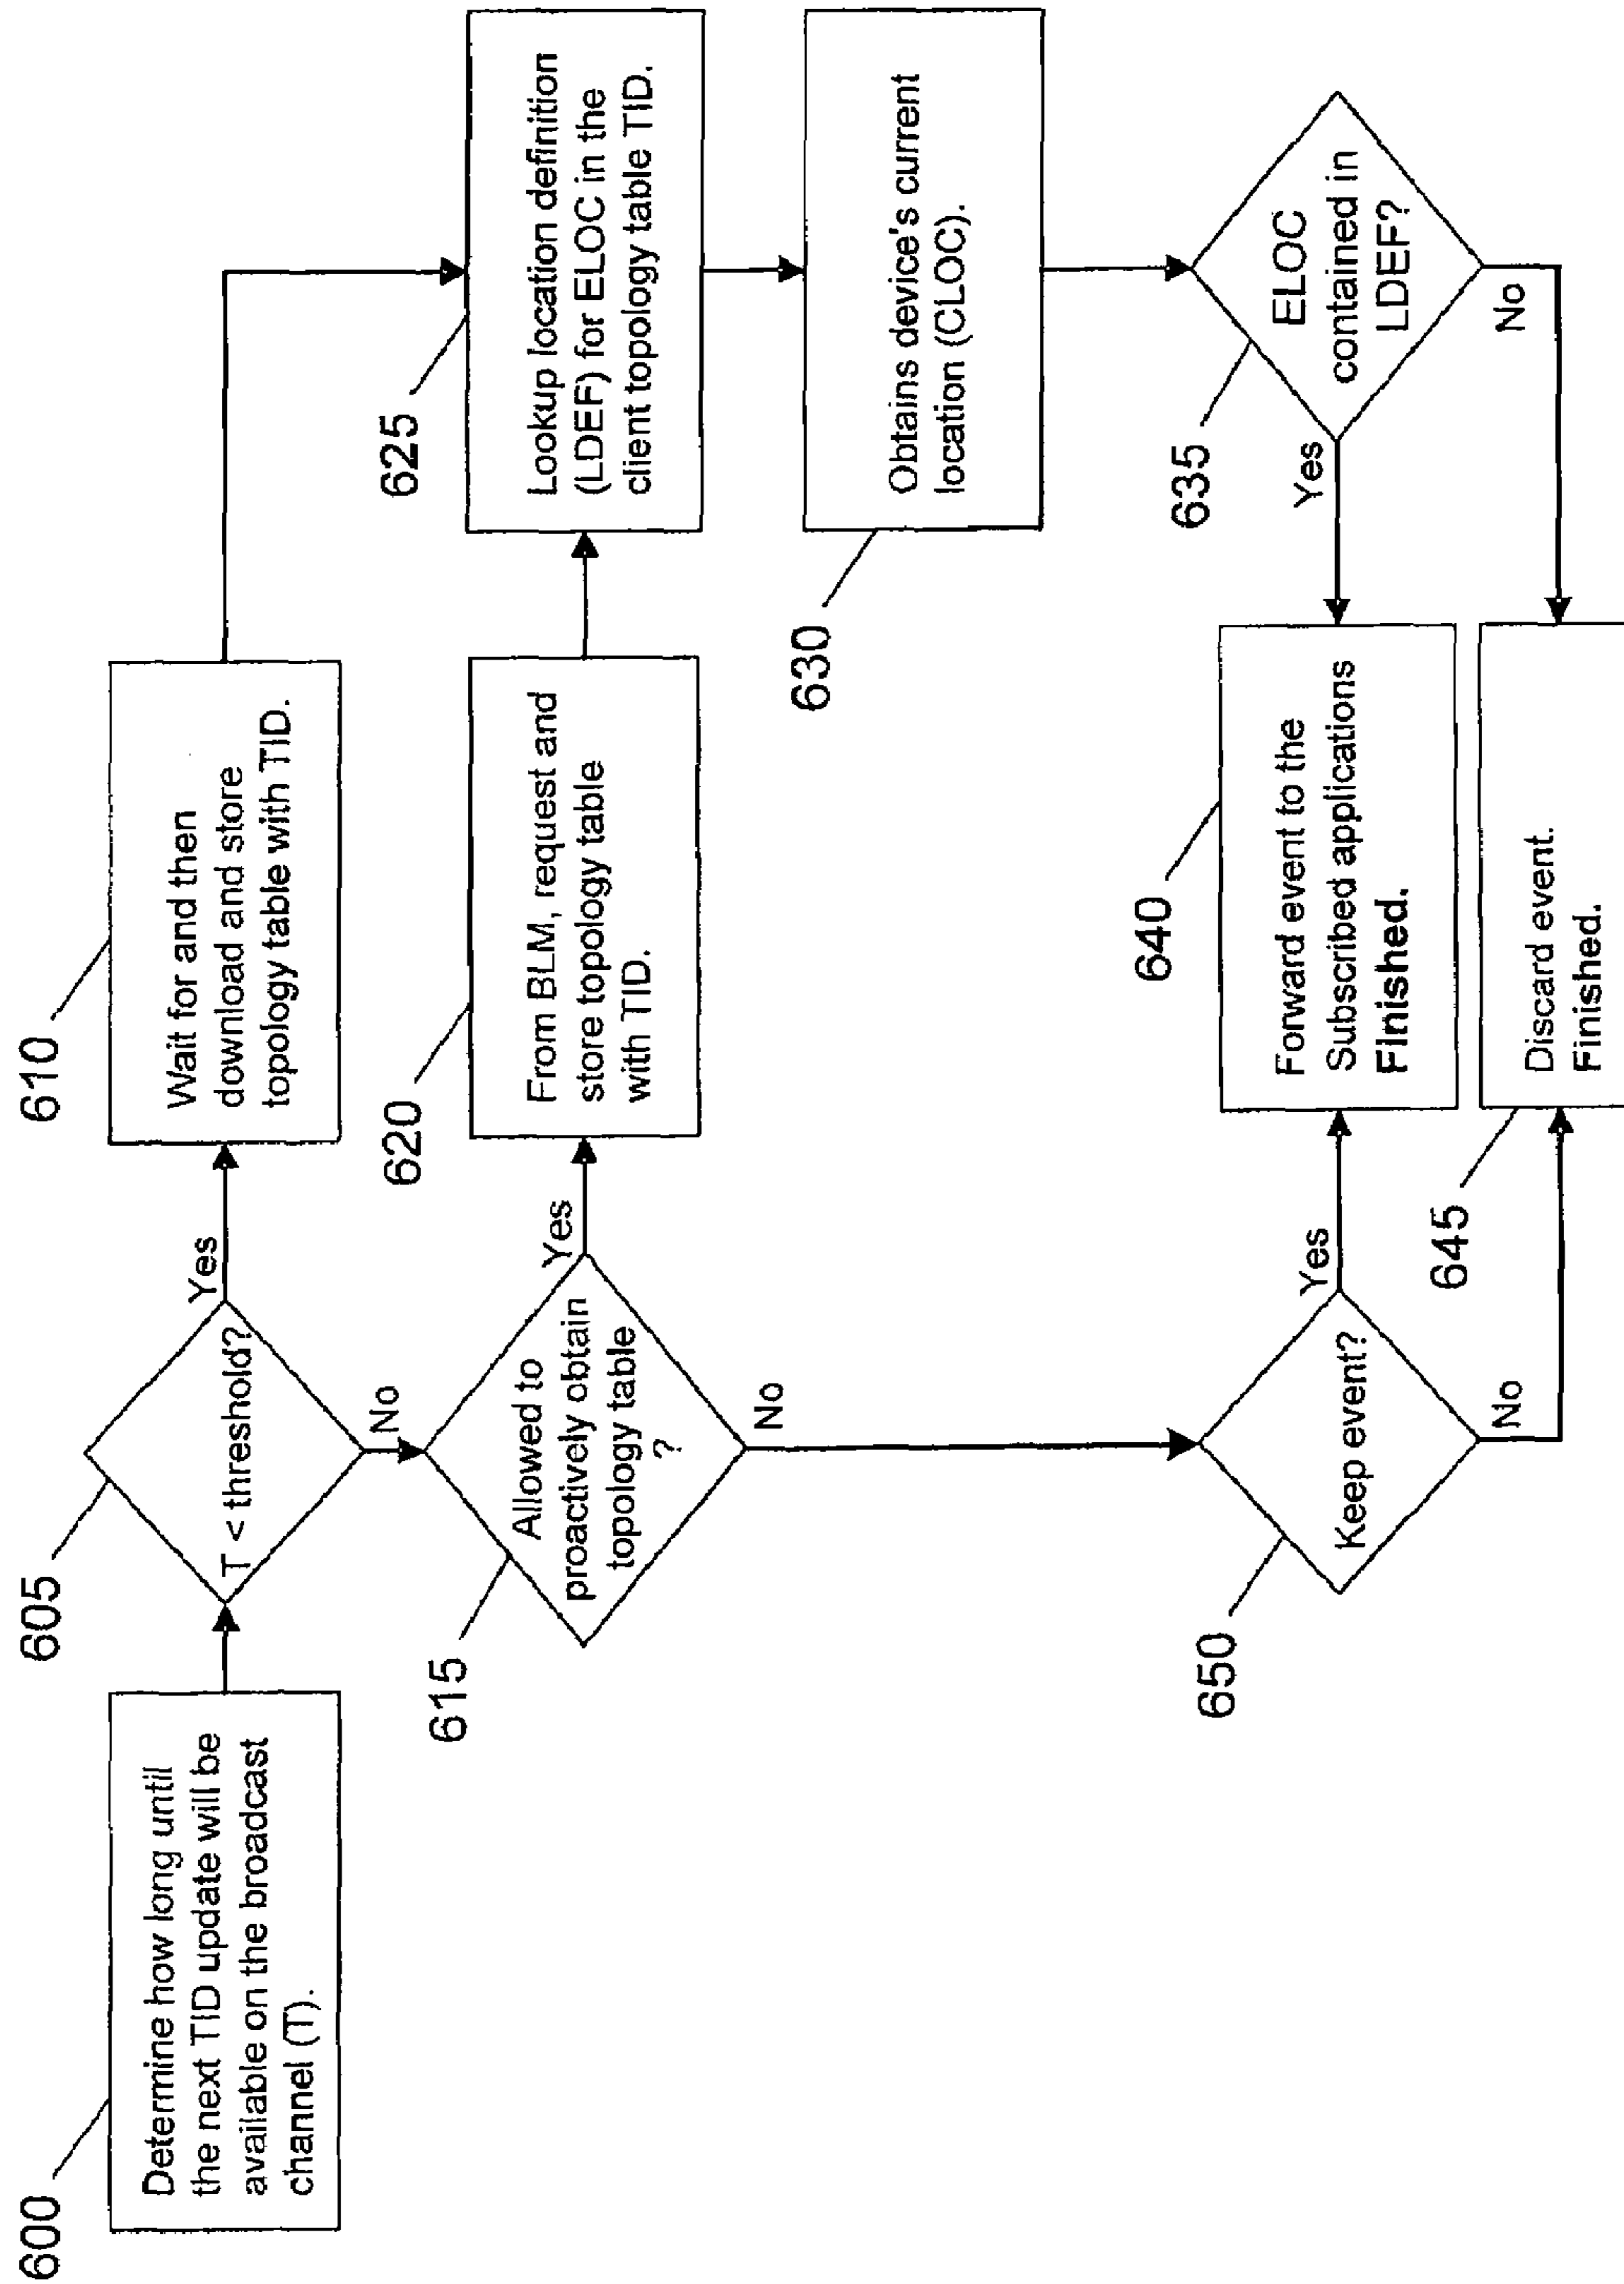 600
Determine how long until
the next TID update will be
available on the broadcast
channel (T).
605
T < threshold?
Yes
No
610
Wait for and then
download and store
topology table with TID.
615
Allowed to
proactively obtain
topology table
?
Yes
No
620
From BLM, request and
store topology table
with TID.
625
Lookup location definition
(LDEF) for ELOC in the
client topology table TID.
630
Obtains device's current
location (CLOC).
635
ELOC
contained in
LDEF?
Yes
No
650
Keep event?
Yes
No
640
Forward event to the
Subscribed applications
Finished.
645
Discard event.
Finished.